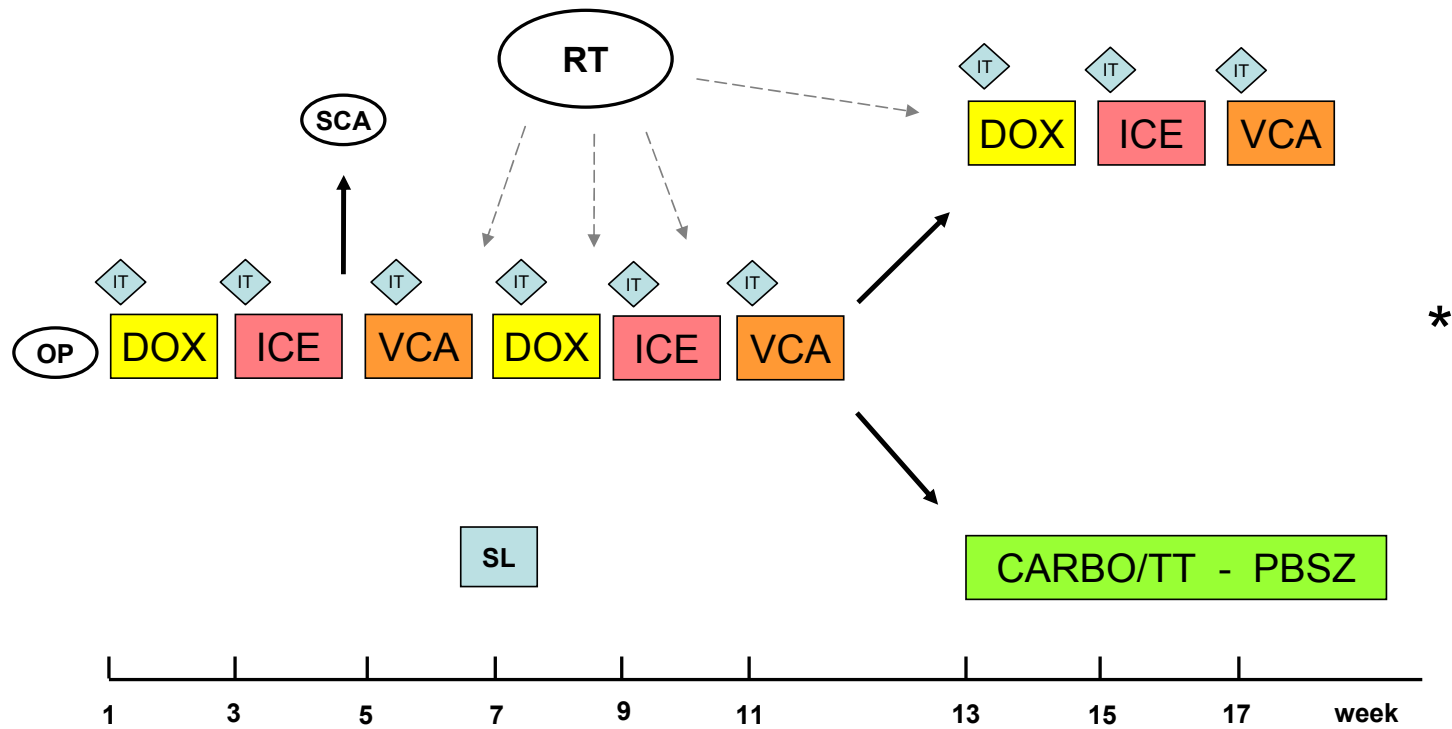 RT
IT IT IT
SCA
DOX ICE VCA
IT IT IT IT IT IT
*
OP DOX ICE VCA DOX ICE VCA
SL
CARBO/TT - PBSZ
1 3 5 7 9 11 13 15 17 week